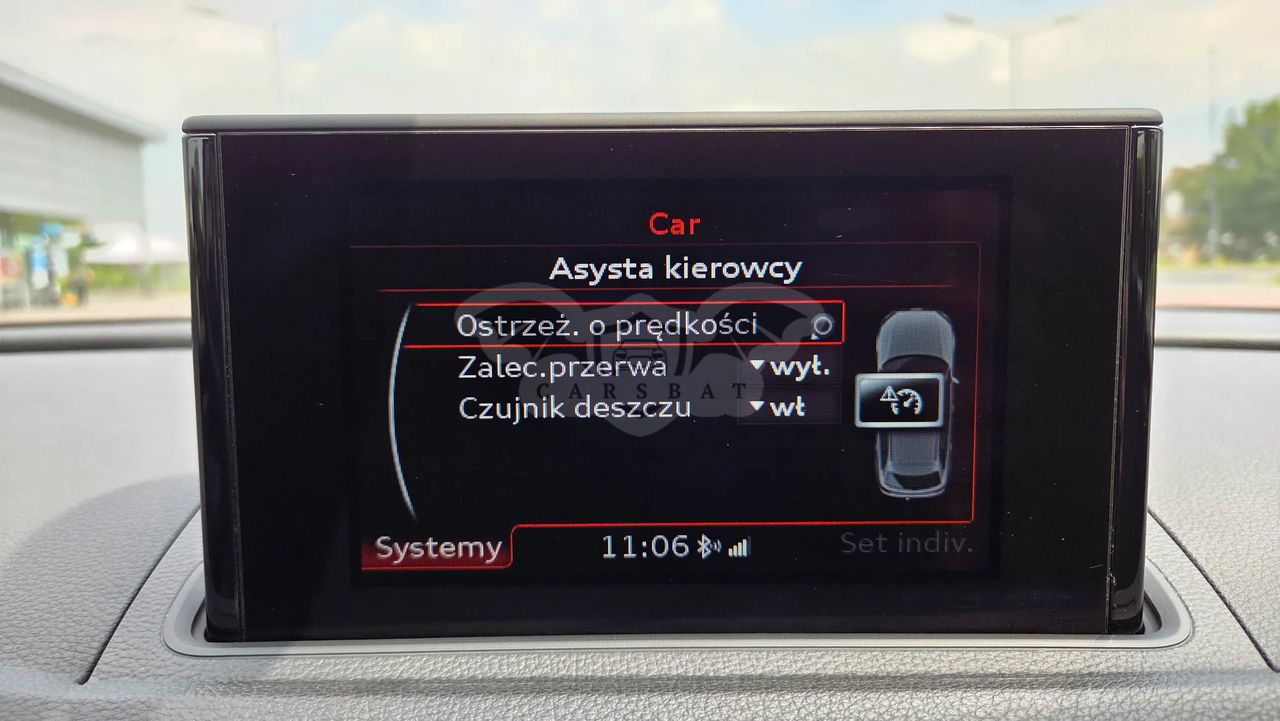 Car
Asysta kierowcy
Ostrzeż. o prędkości
Zalec.przerwa wył.
CARSBAT
Czujnik deszczu wł
Systemy 11:06 Set indiv.